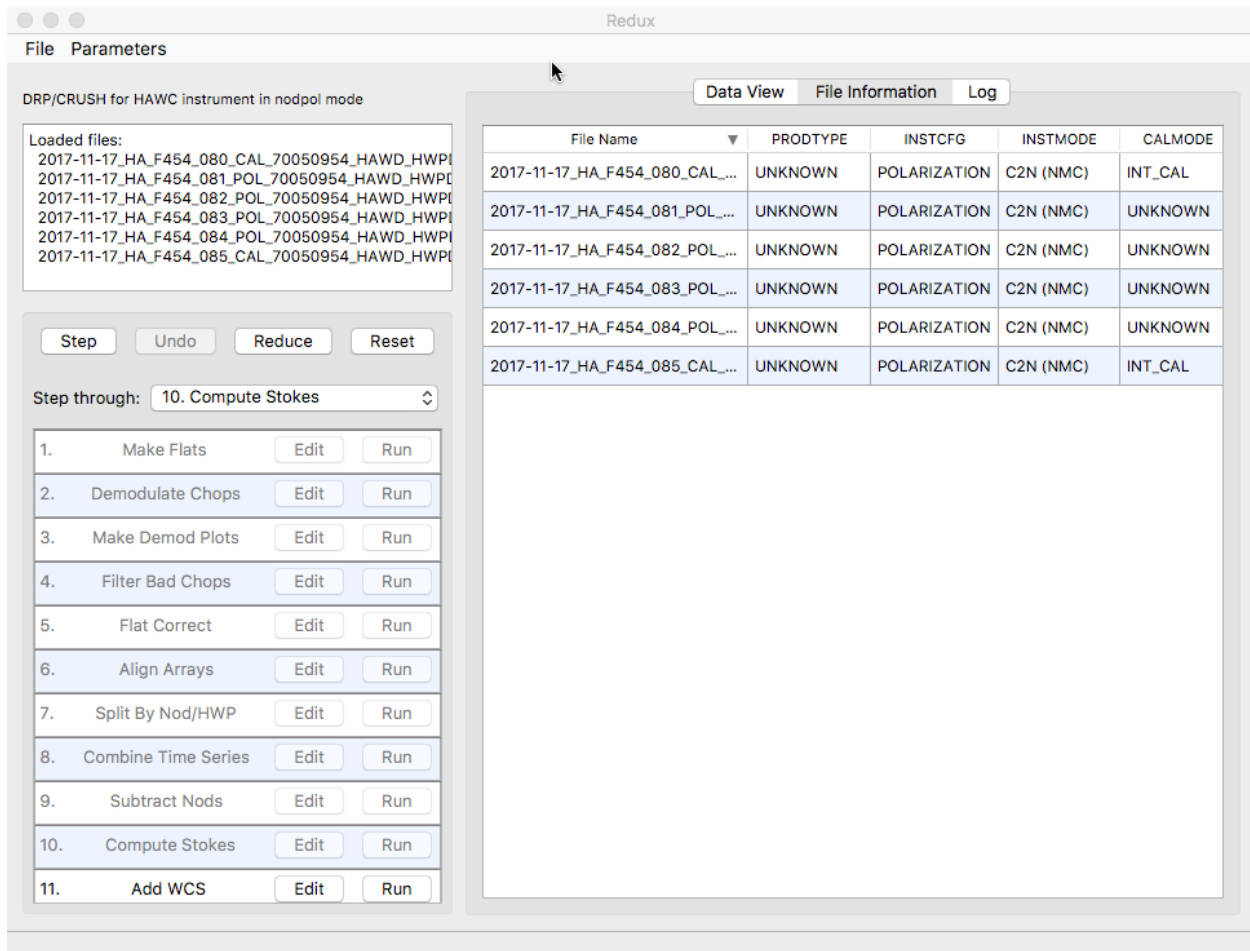 Redux
File Parameters
DRP/CRUSH for HAWC instrument in nodpol mode
Loaded files:
2017-11-17_HA_F454_080_CAL_70050954_HAWD_HWP
2017-11-17_HA_F454_081_POL_70050954_HAWD_HWP
2017-11-17_HA_F454_082_POL_70050954_HAWD_HWP
2017-11-17_HA_F454_083_POL_70050954_HAWD_HWP
2017-11-17_HA_F454_084_POL_70050954_HAWD_HWP
2017-11-17_HA_F454_085_CAL_70050954_HAWD_HWP
Step Undo Reduce Reset
Step through: 10. Compute Stokes
1. Make Flats Edit Run
2. Demodulate Chops Edit Run
3. Make Demod Plots Edit Run
4. Filter Bad Chops Edit Run
5. Flat Correct Edit Run
6. Align Arrays Edit Run
7. Split By Nod/HWP Edit Run
8. Combine Time Series Edit Run
9. Subtract Nods Edit Run
10. Compute Stokes Edit Run
11. Add WCS Edit Run
Data View File Information Log
File Name PRODTYPE INSTCFG INSTMODE CALMODE
2017-11-17_HA_F454_080_CAL_... UNKNOWN POLARIZATION C2N (NMC) INT_CAL
2017-11-17_HA_F454_081_POL_... UNKNOWN POLARIZATION C2N (NMC) UNKNOWN
2017-11-17_HA_F454_082_POL_... UNKNOWN POLARIZATION C2N (NMC) UNKNOWN
2017-11-17_HA_F454_083_POL_... UNKNOWN POLARIZATION C2N (NMC) UNKNOWN
2017-11-17_HA_F454_084_POL_... UNKNOWN POLARIZATION C2N (NMC) UNKNOWN
2017-11-17_HA_F454_085_CAL_... UNKNOWN POLARIZATION C2N (NMC) INT_CAL